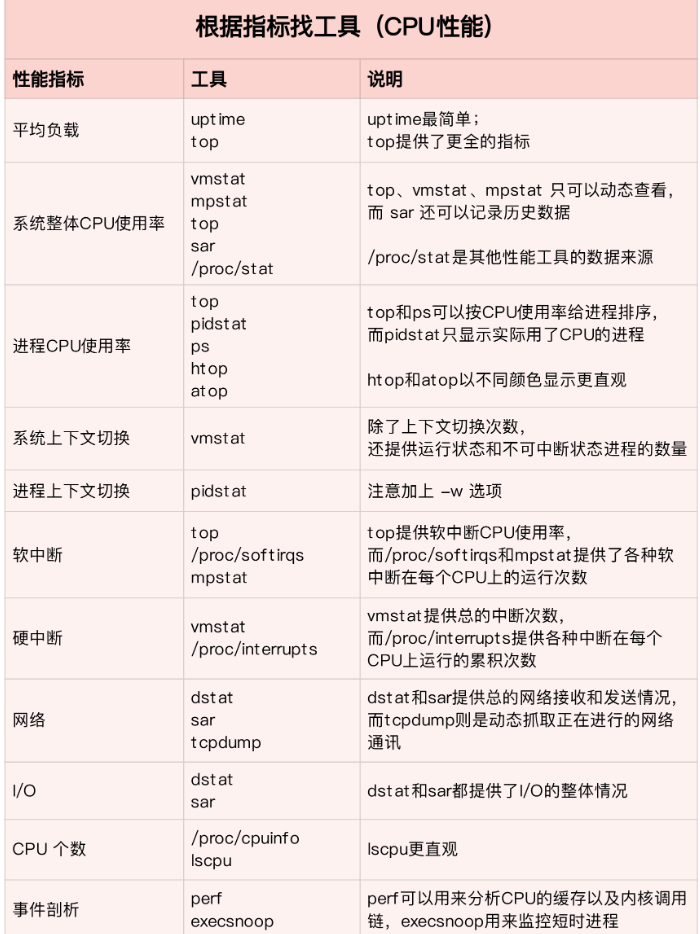 根据指标找工具（CPU性能）
性能指标
工具
说明
平均负载
uptime
top
uptime最简单；
top提供了更全的指标
系统整体CPU使用率
vmstat
mpstat
top
sar
/proc/stat
top、vmstat、mpstat 只可以动态查看，
而 sar 还可以记录历史数据
/proc/stat是其他性能工具的数据来源
进程CPU使用率
top
pidstat
ps
htop
atop
top和ps可以按CPU使用率给进程排序，
而pidstat只显示实际用了CPU的进程
htop和atop以不同颜色显示更直观
系统上下文切换
vmstat
除了上下文切换次数，
还提供运行状态和不可中断状态进程的数量
进程上下文切换
pidstat
注意加上 -w 选项
软中断
top
/proc/softirqs
mpstat
top提供软中断CPU使用率，
而/proc/softirqs和mpstat提供了各种软
中断在每个CPU上的运行次数
硬中断
vmstat
/proc/interrupts
vmstat提供总的中断次数，
而/proc/interrupts提供各种中断在每个
CPU上运行的累积次数
网络
dstat
sar
tcpdump
dstat和sar提供总的网络接收和发送情况，
而tcpdump则是动态抓取正在进行的网络
通讯
I/O
dstat
sar
dstat和sar都提供了I/O的整体情况
CPU 个数
/proc/cpuinfo
lscpu
lscpu更直观
事件剖析
perf
execsnoop
perf可以用来分析CPU的缓存以及内核调用
链，execsnoop用来监控短时进程